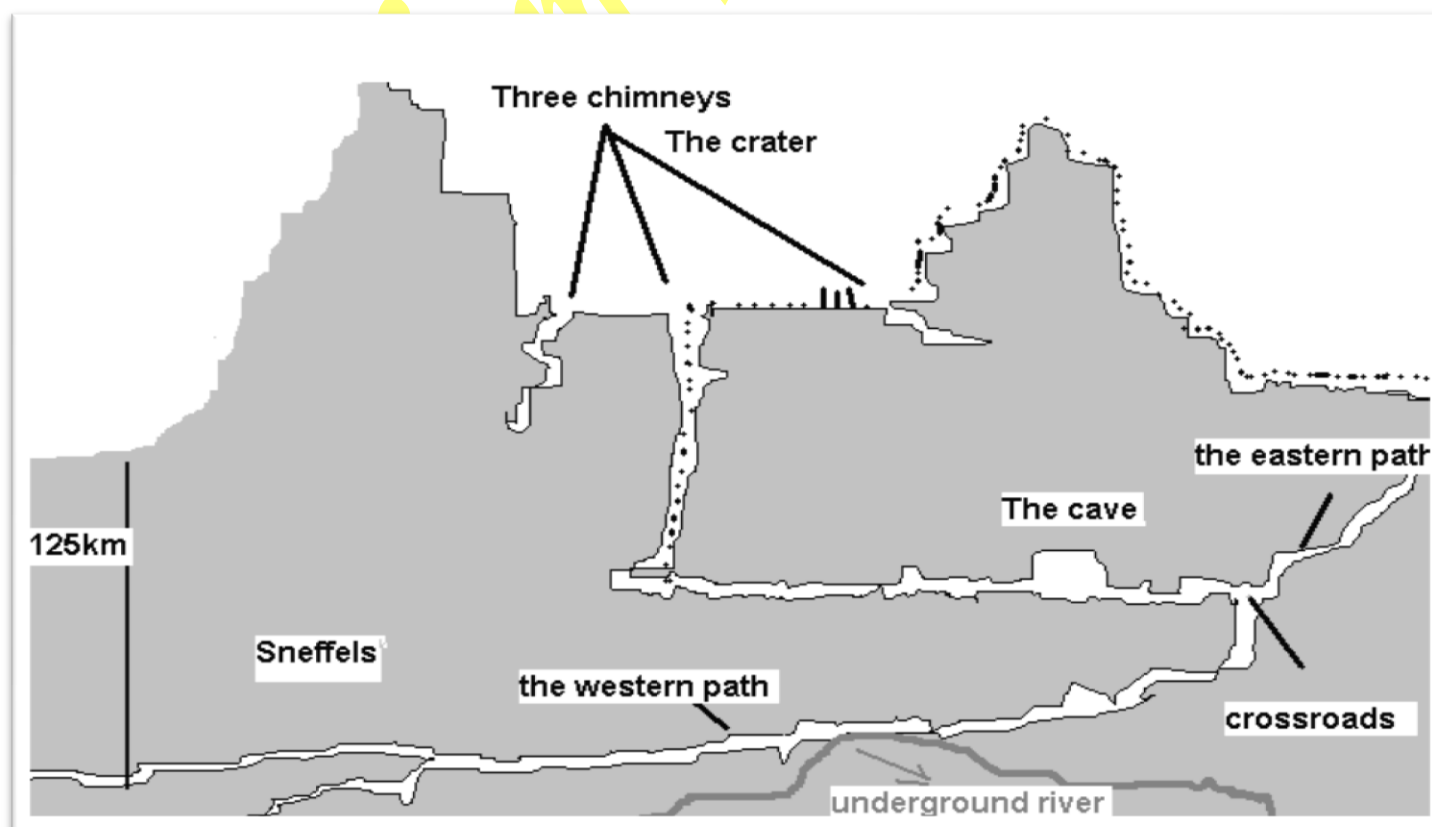 Three chimneys
The crater
the eastern path
The cave
125km
Sneffels
the western path
crossroads
underground river